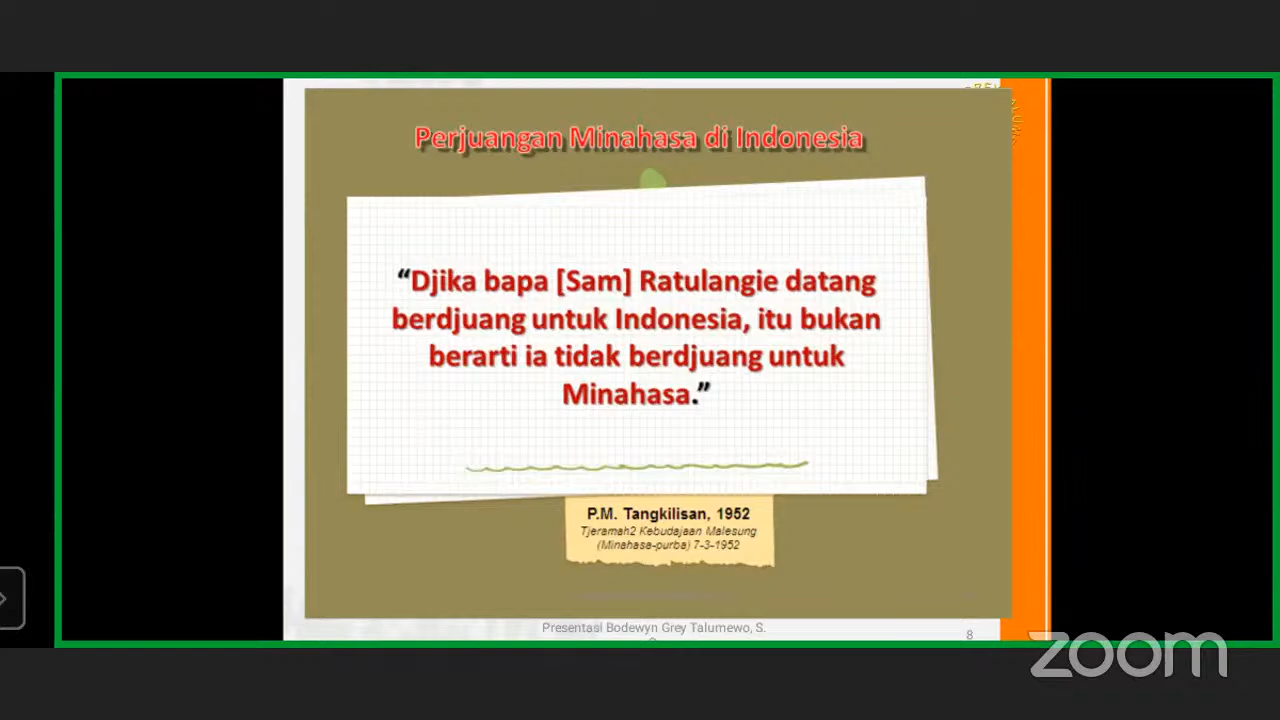 Perjuangan Minahasa di Indonesia
“Djika bapa [Sam] Ratulangie datang
berdjuang untuk Indonesia, itu bukan
berarti ia tidak berdjuang untuk
Minahasa.”
P.M. Tangkilisan, 1952
Tjeramah2 Kebudajaan Malesung
(Minahasa-purba) 7-3-1952
Presentasi Bodewyn Grey Talumewo, S.
8
zoom